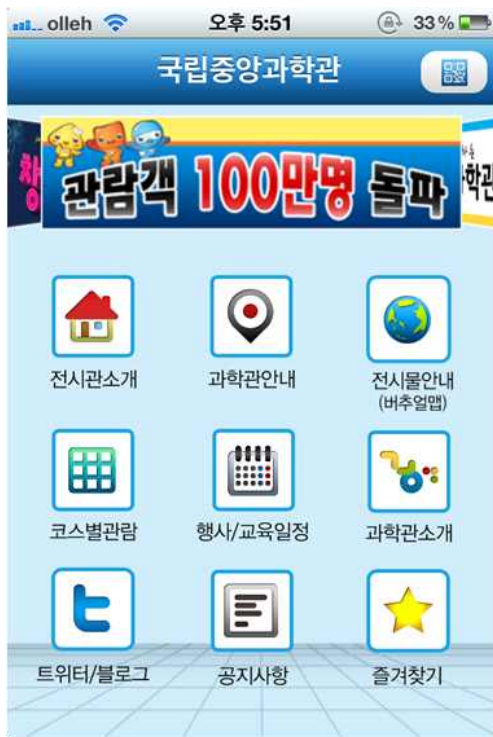 olleh 오후 5:51 33%
국립중앙과학관
관람객 100만명 돌파
전시관소개 과학관안내 전시물안내
(버추얼맵)
코스별관람 행사/교육일정 과학관소개
트위터/블로그 공지사항 즐겨찾기